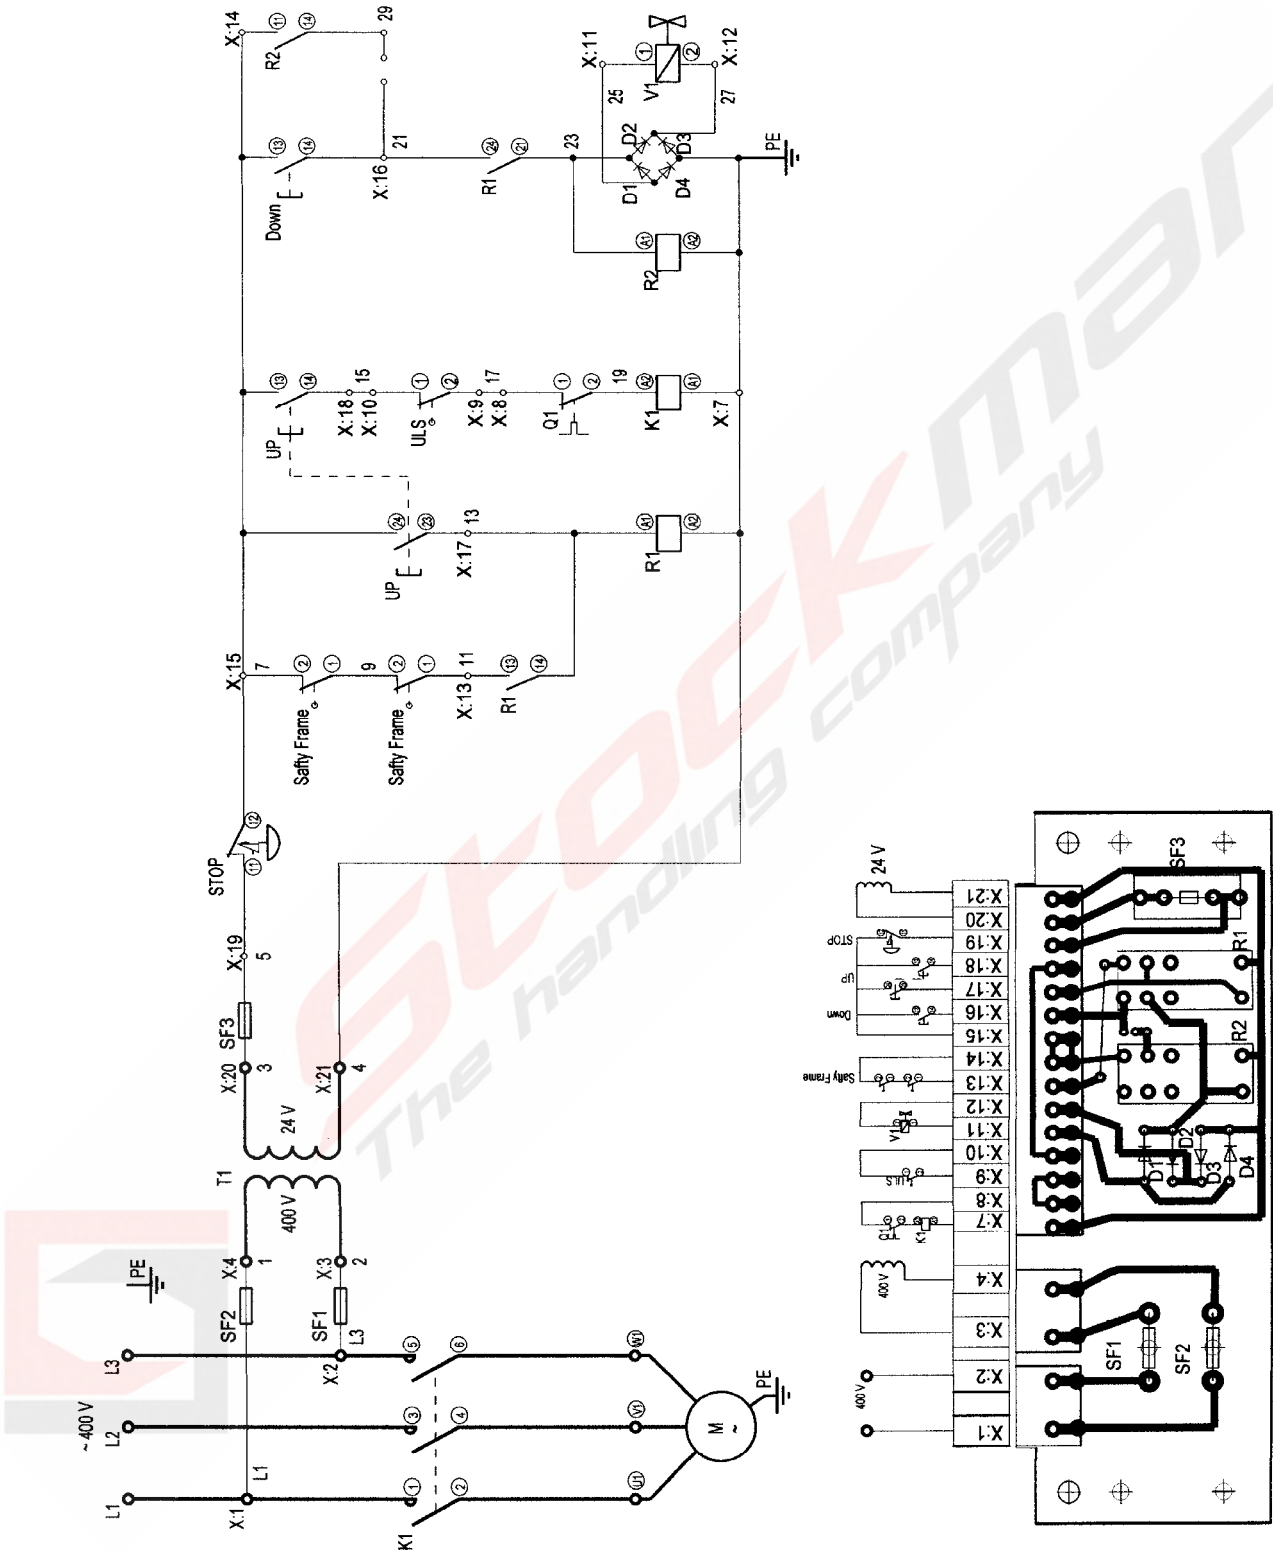 ~ 400 V
L1
L2
L3
PE
X:1
L1
X:2
L3
K1
1
2
3
4
5
6
U1
V1
W1
M
~
PE
SF2
SF1
X:4
1
X:3
2
T1
400 V
24 V
X:20
3
X:21
4
SF3
X:19
5
STOP
11
12
X:15
7
Safty Frame
2
1
9
Safty Frame
2
1
X:13
11
R1
13
14
UP
24
23
X:17
13
R1
A1
A2
UP
13
14
X:18
X:10
15
ULS
1
2
X:9
X:8
17
Q1
1
2
19
K1
A2
A1
X:7
Down
13
14
X:16
21
R1
24
21
23
R2
A1
A2
D1
D2
D3
D4
PE
X:14
R2
11
14
29
X:11
25
V1
1
2
X:12
27
Stockman
The handling company
400 V
400 V
Q1
K1
ULS
V1
Safty Frame
Down
UP
STOP
24 V
X:1
X:2
X:3
X:4
X:7
X:8
X:9
X:10
X:11
X:12
X:13
X:14
X:15
X:16
X:17
X:18
X:19
X:20
X:21
SF1
SF2
D1
D2
D3
D4
R2
R1
SF3